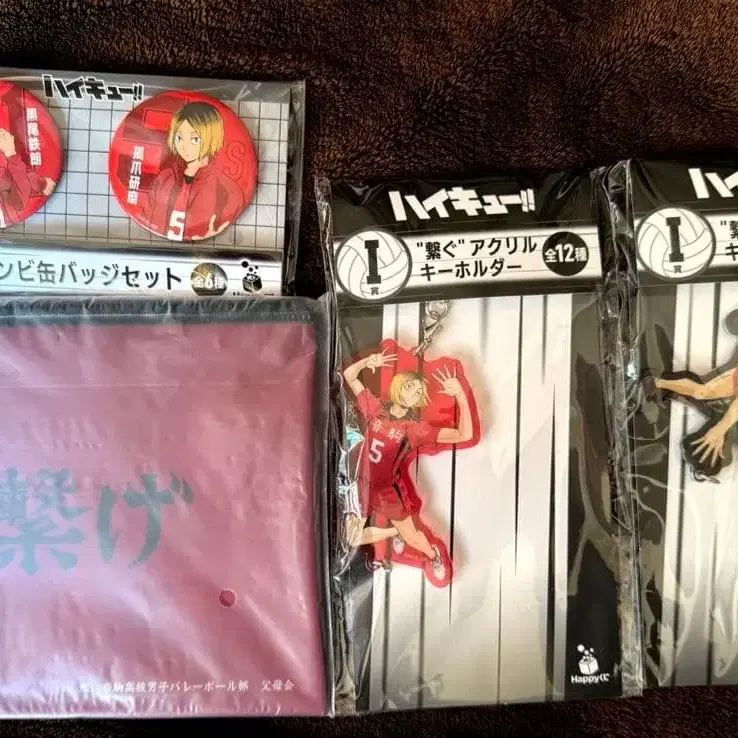 ハイキュー!!
黒尾鉄朗
孤爪研磨
S
5
ンビ缶バッジセット
全6種
繋げ
音駒高校男子バレーボール部 父母会
ハイキュー!!
I
賞
"繋ぐ"アクリル
キーホルダー
全12種
音駒
5
Happyくじ
ハイ
I
賞
"繋
キ